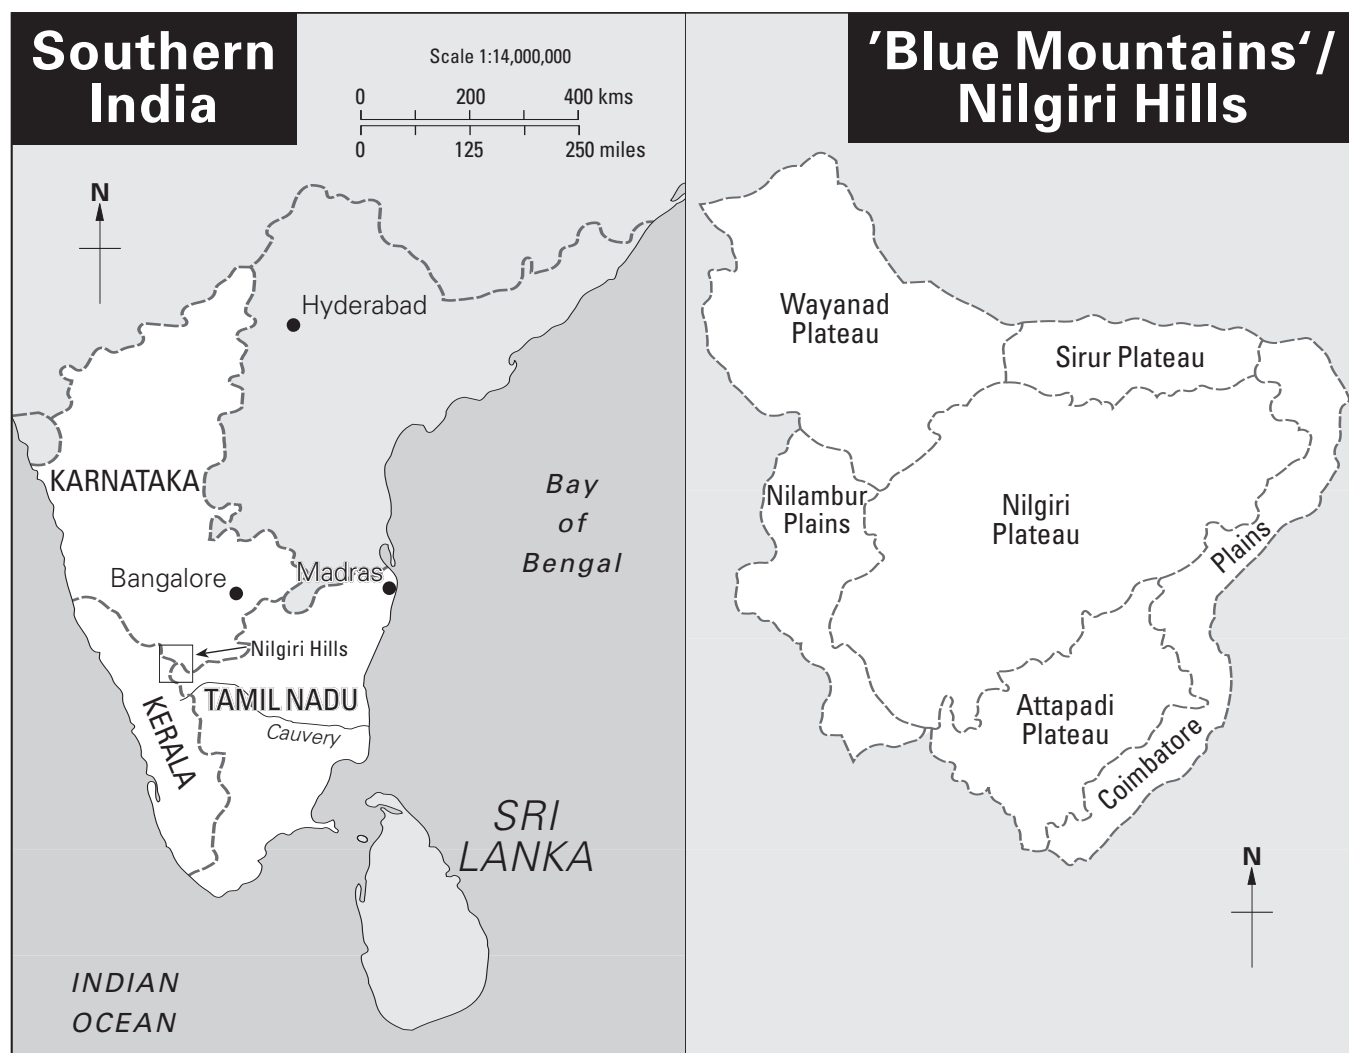 Southern
India
Scale 1:14,000,000
0 200 400 kms
0 125 250 miles
N
Hyderabad
KARNATAKA
Bay
of
Bengal
Bangalore
Madras
Nilgiri Hills
TAMIL NADU
KERALA
Cauvery
SRI
LANKA
INDIAN
OCEAN
’Blue Mountains‘/
Nilgiri Hills
Wayanad
Plateau
Sirur Plateau
Nilambur
Plains
Nilgiri
Plateau
Plains
Attapadi
Plateau
Coimbatore
N